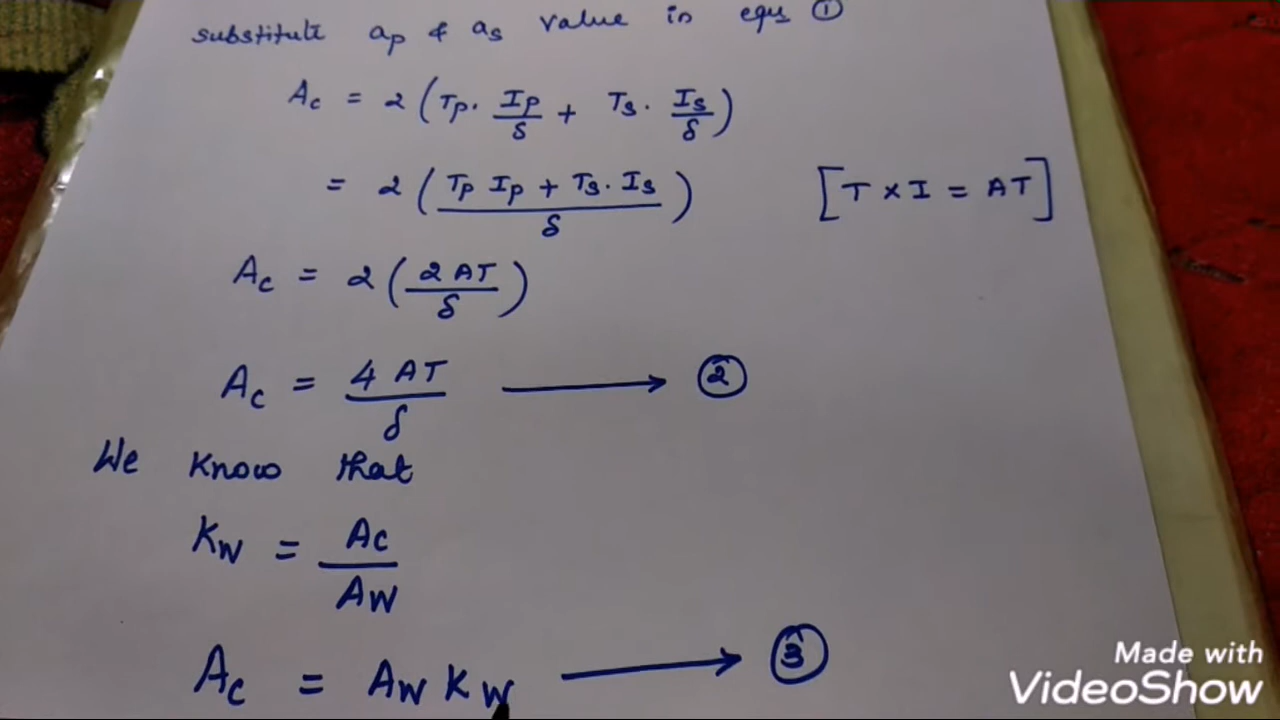 substitute ap & as value in equ ①
Ac = 2 (Tp. Ip/δ + Ts. Is/δ)
= 2 (Tp Ip + Ts. Is / δ) [T × I = AT]
Ac = 2 (2 AT / δ)
Ac = 4 AT / δ → ②
We know that
Kw = Ac / Aw
Ac = Aw Kw → ③
Made with
VideoShow